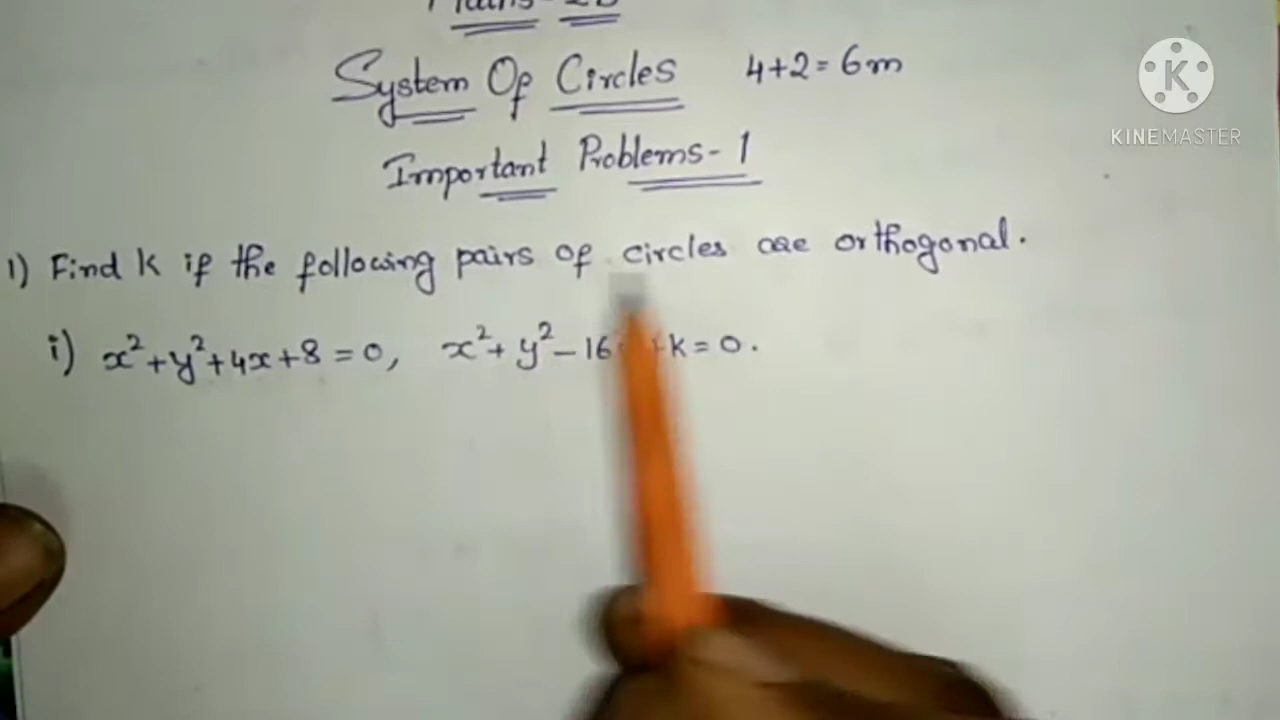 System Of Circles 4+2=6m
KINEMASTER
Important Problems-1
1) Find k if the following pairs of circles are orthogonal.
i) x²+y²+4x+8=0, x²+y²-16 +k=0.